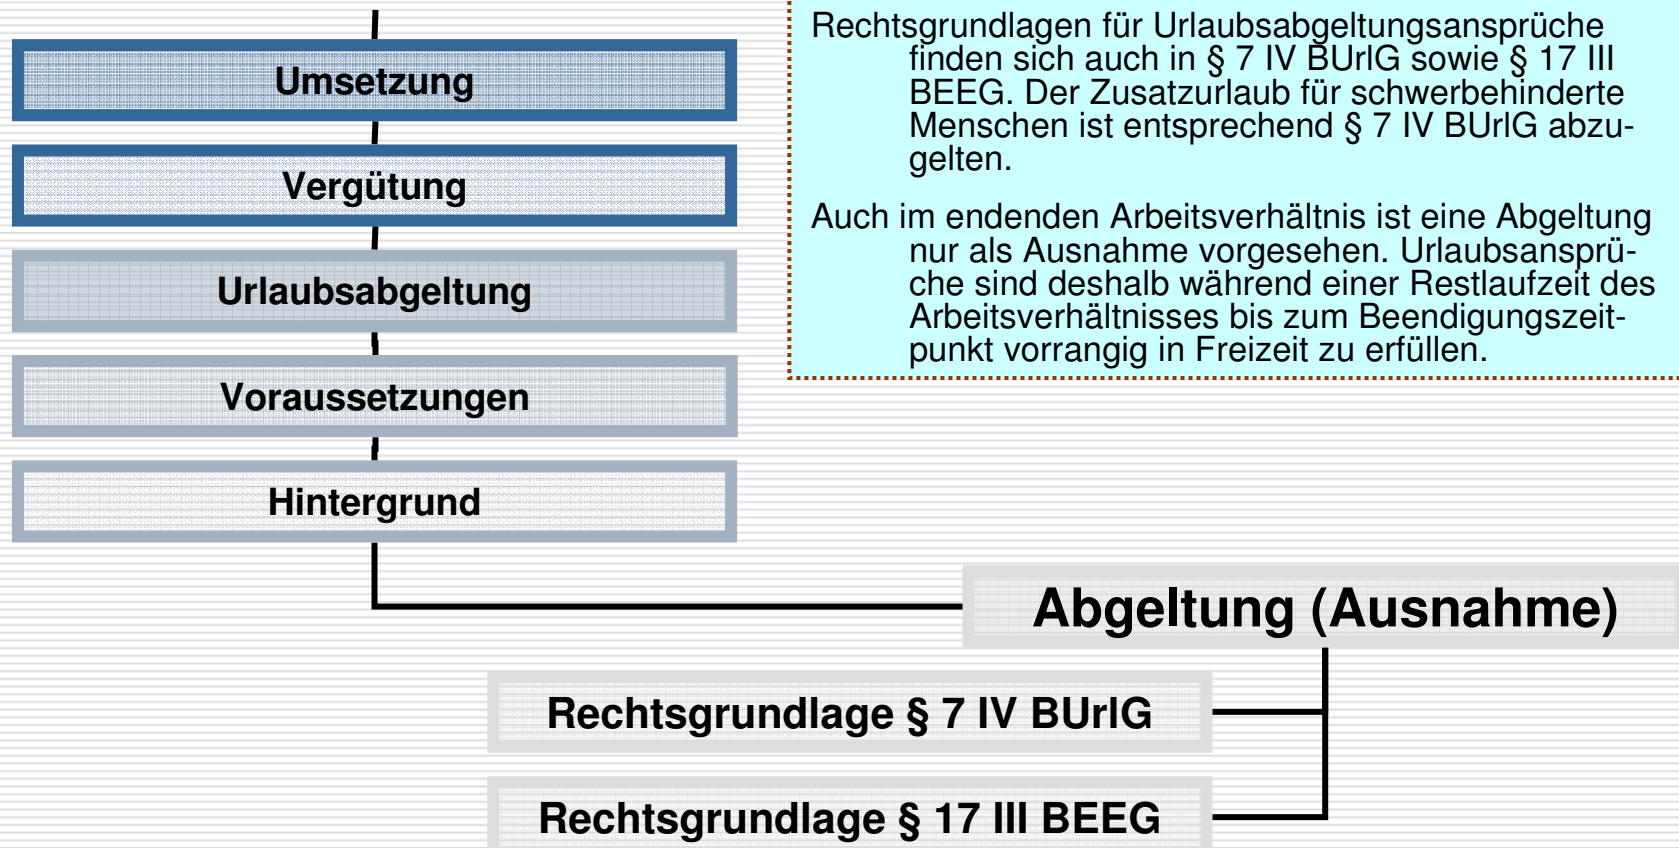 Umsetzung
Vergütung
Urlaubsabgeltung
Voraussetzungen
Hintergrund
Rechtsgrundlagen für Urlaubsabgeltungsansprüche
finden sich auch in § 7 IV BUrlG sowie § 17 III
BEEG. Der Zusatzurlaub für schwerbehinderte
Menschen ist entsprechend § 7 IV BUrlG abzu-
gelten.
Auch im endenden Arbeitsverhältnis ist eine Abgeltung
nur als Ausnahme vorgesehen. Urlaubsansprü-
che sind deshalb während einer Restlaufzeit des
Arbeitsverhältnisses bis zum Beendigungszeit-
punkt vorrangig in Freizeit zu erfüllen.
Abgeltung (Ausnahme)
Rechtsgrundlage § 7 IV BUrlG
Rechtsgrundlage § 17 III BEEG